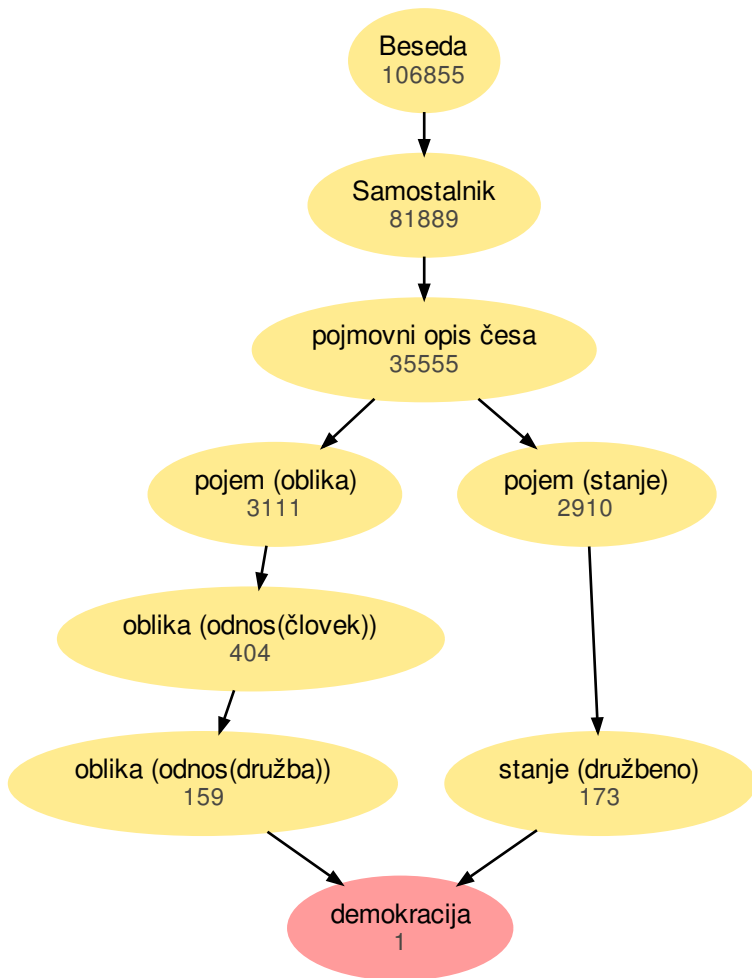 Beseda
106855
Samostalnik
81889
pojmovni opis česa
35555
pojem (oblika)
3111
pojem (stanje)
2910
oblika (odnos(človek))
404
oblika (odnos(družba))
159
stanje (družbeno)
173
demokracija
1